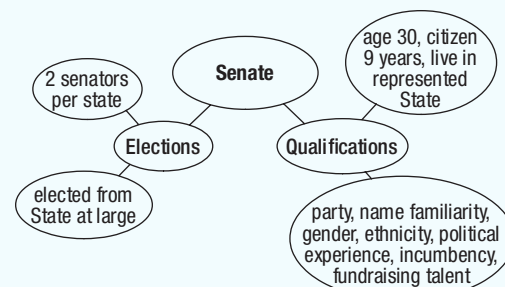 Senate
2 senators
per state
Elections
elected from
State at large
age 30, citizen
9 years, live in
represented
State
Qualifications
party, name familiarity,
gender, ethnicity, political
experience, incumbency,
fundraising talent